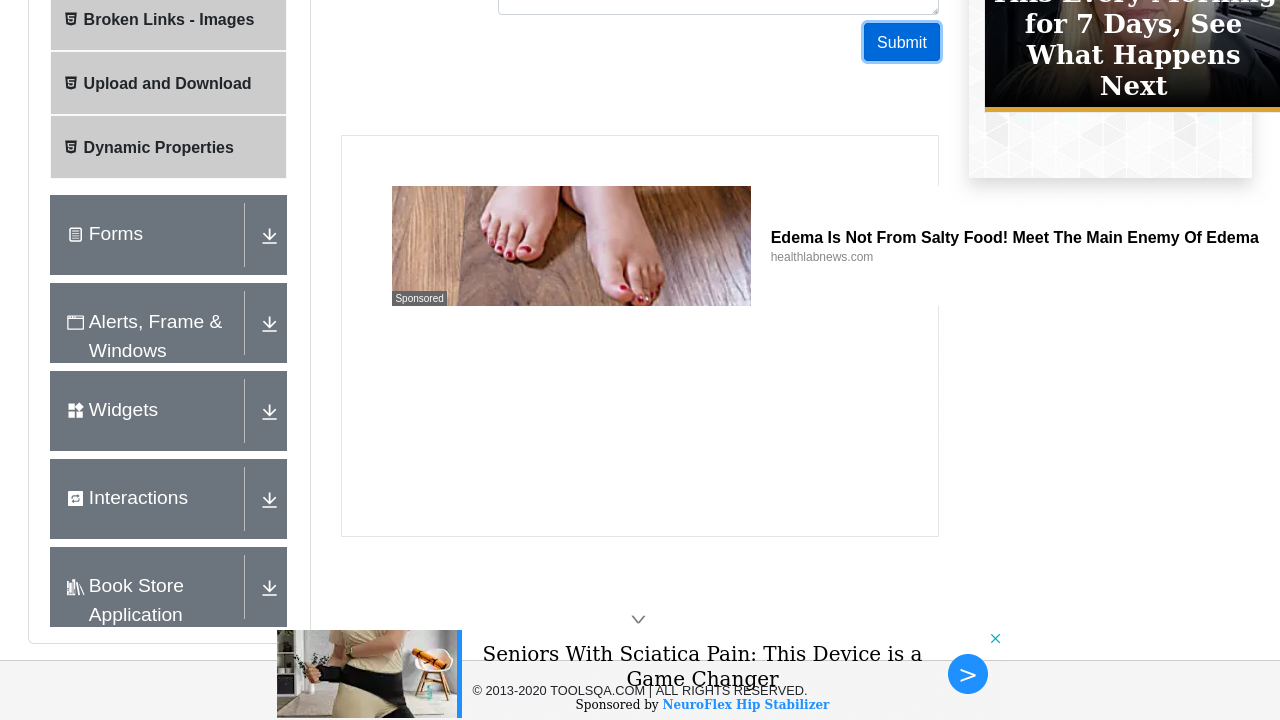 Broken Links - Images
Upload and Download
Dynamic Properties
Forms
Alerts, Frame &
Windows
Widgets
Interactions
Book Store
Application
Submit
for 7 Days, See
What Happens
Next
Sponsored
Edema Is Not From Salty Food! Meet The Main Enemy Of Edema
healthlabnews.com
Seniors With Sciatica Pain: This Device is a
Game Changer
© 2013-2020 TOOLSQA.COM | ALL RIGHTS RESERVED.
Sponsored by NeuroFlex Hip Stabilizer